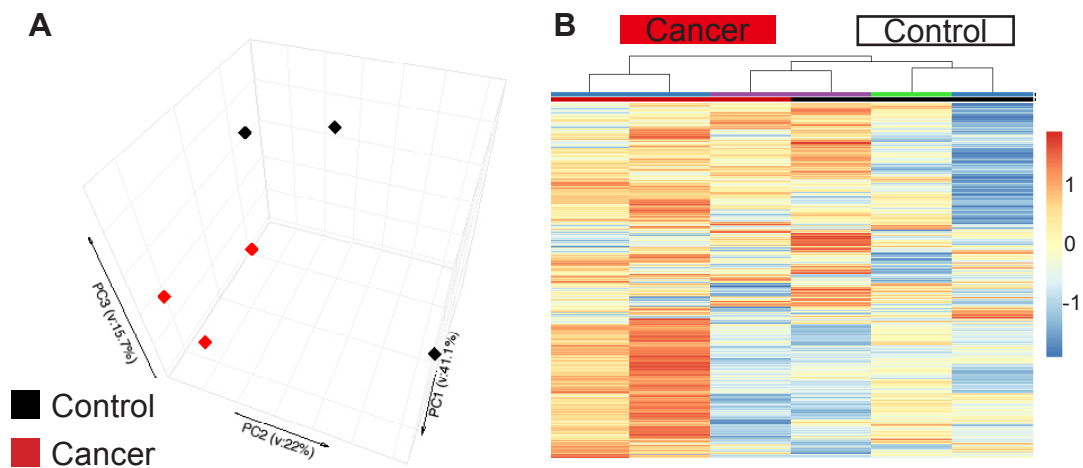 A
PC3 (v:15.7%)
PC2 (v:22%)
PC1 (v:41.1%)
Control
Cancer
B
Cancer
Control
1
0
-1